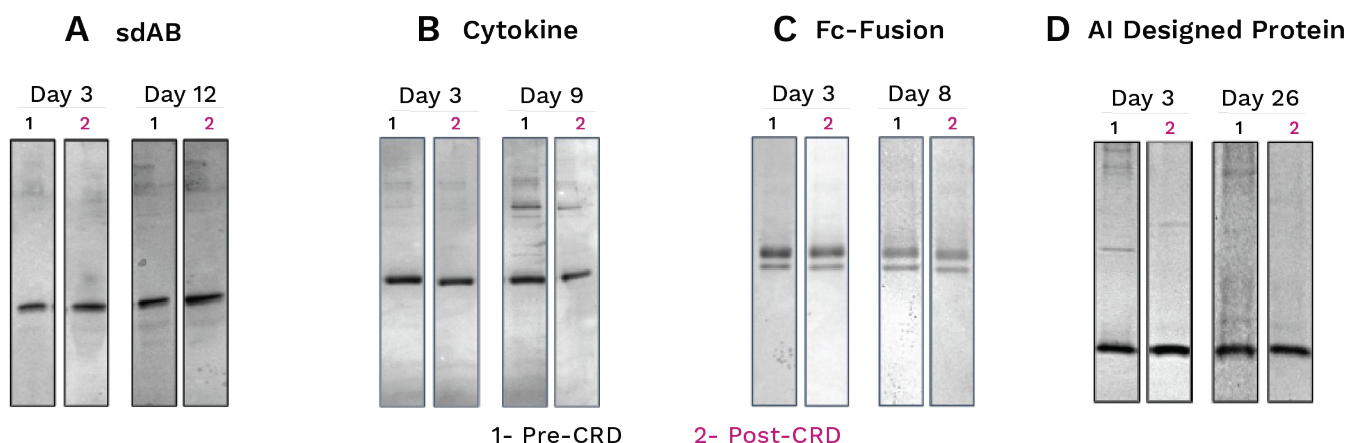 A sdAB
Day 3 Day 12
1 2 1 2
B Cytokine
Day 3 Day 9
1 2 1 2
C Fc-Fusion
Day 3 Day 8
1 2 1 2
D AI Designed Protein
Day 3 Day 26
1 2 1 2
1- Pre-CRD 2- Post-CRD